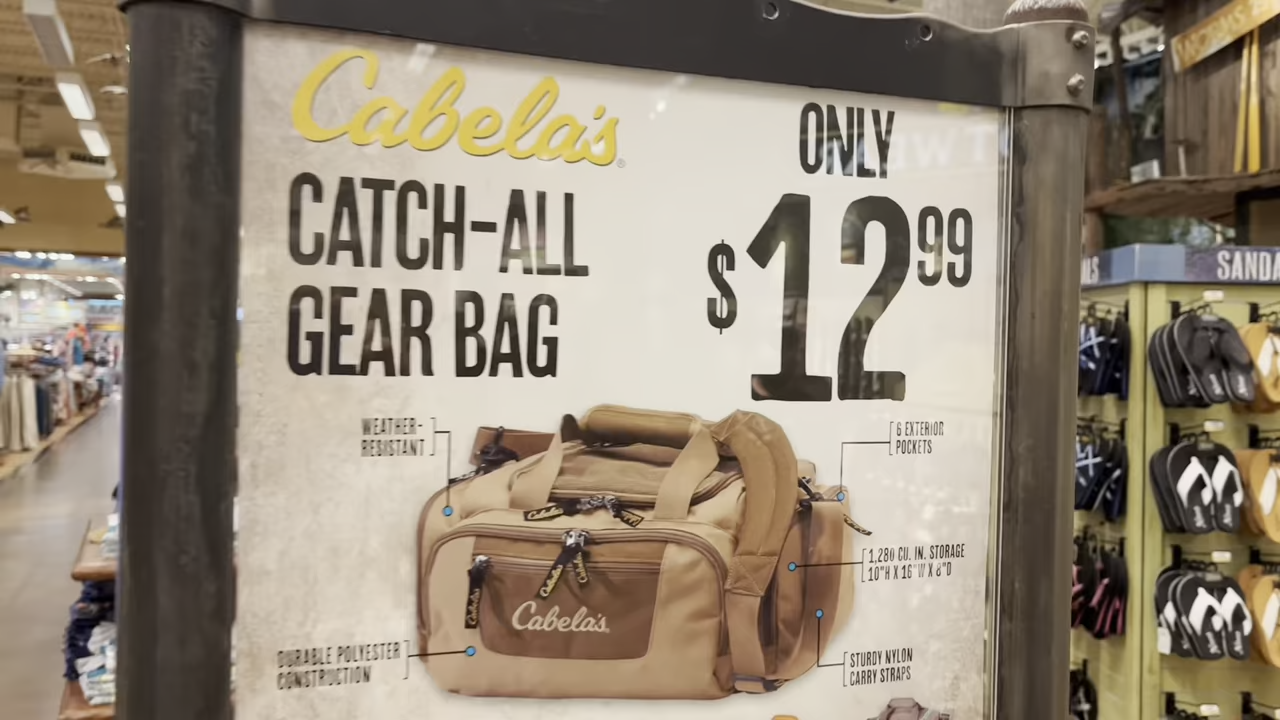 Cabela's®
CATCH-ALL
GEAR BAG
ONLY
$12 99
WEATHER-
RESISTANT
6 EXTERIOR
POCKETS
1,280 CU. IN. STORAGE
10"H X 16"W X 8"D
Cabela's
DURABLE POLYESTER
CONSTRUCTION
STURDY NYLON
CARRY STRAPS
SANDA